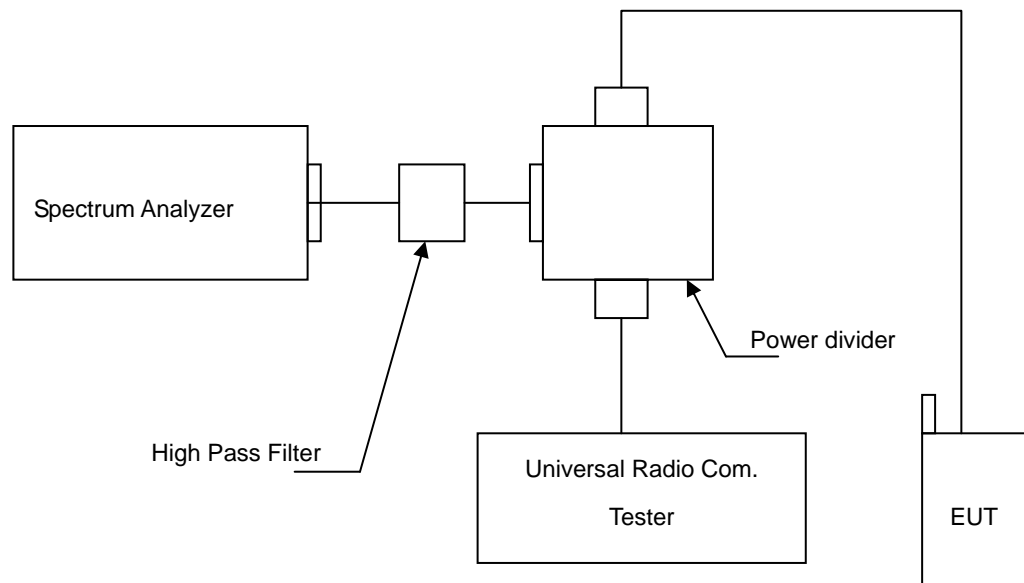 Spectrum Analyzer
Power divider
High Pass Filter
Universal Radio Com.
Tester
EUT